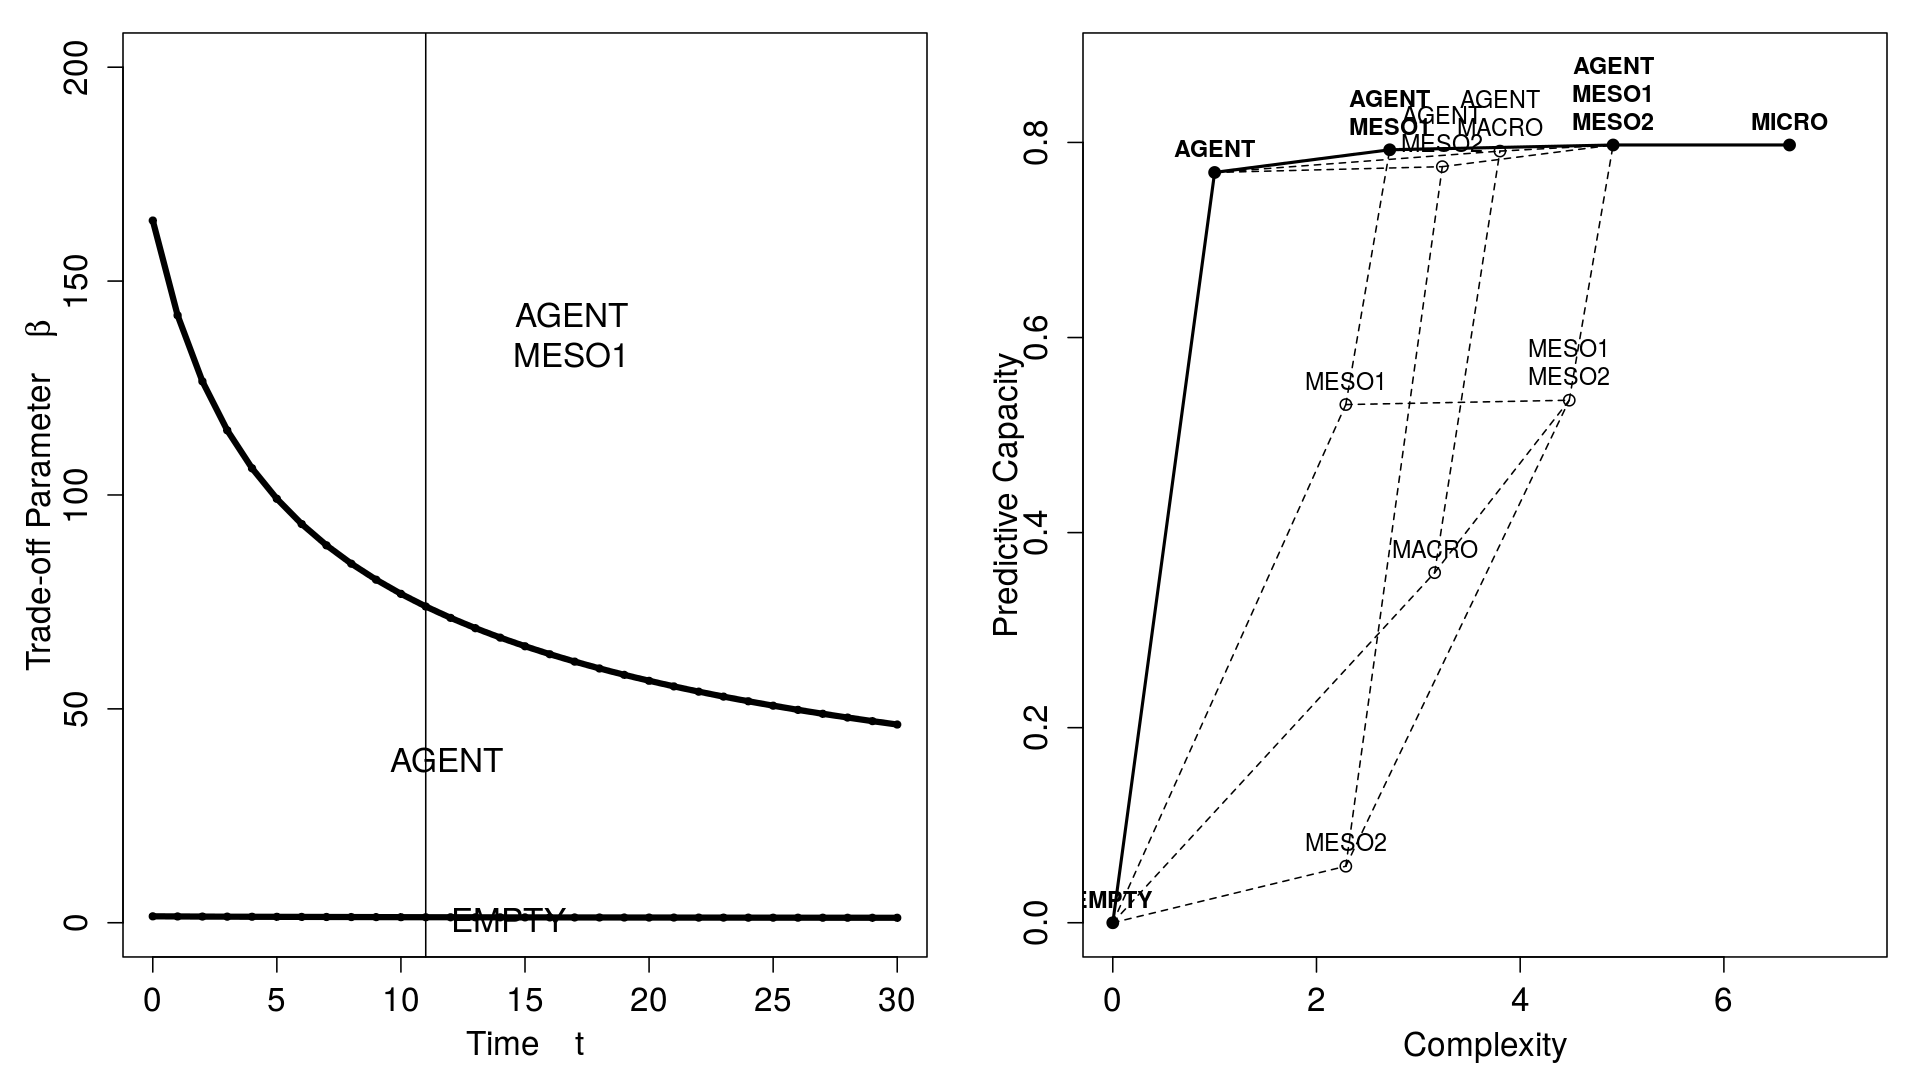 200
150
100
50
0
Trade-off Parameter β
AGENT
MESO1
AGENT
EMPTY
0 5 10 15 20 25 30
Time t
0.8
0.6
0.4
0.2
0.0
Predictive Capacity
AGENT
AGENT
MESO1
AGENT
MESO2
AGENT
MACRO
AGENT
MESO1
MESO2
MICRO
MESO1
MESO1
MESO2
MACRO
MESO2
EMPTY
0 2 4 6
Complexity